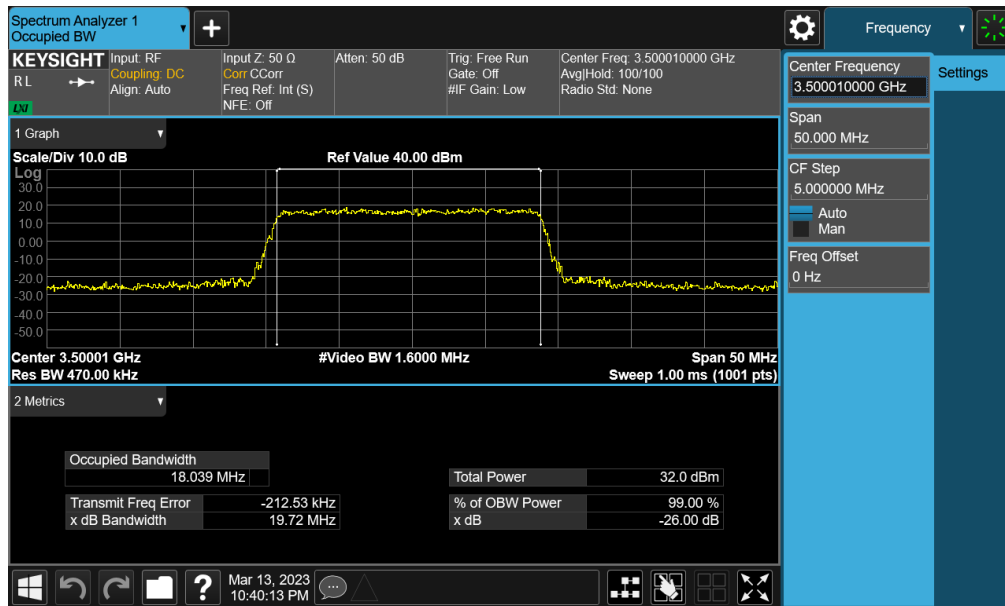 Spectrum Analyzer 1
Occupied BW
Frequency
KEYSIGHT
R L
LXI
Input: RF
Coupling: DC
Align: Auto
Input Z: 50 Ω
Corr CCorr
Freq Ref: Int (S)
NFE: Off
Atten: 50 dB
Trig: Free Run
Gate: Off
#IF Gain: Low
Center Freq: 3.500010000 GHz
Avg|Hold: 100/100
Radio Std: None
Center Frequency
3.500010000 GHz
Settings
Span
50.000 MHz
CF Step
5.000000 MHz
Auto
Man
Freq Offset
0 Hz
1 Graph
Scale/Div 10.0 dB
Ref Value 40.00 dBm
Log
30.0
20.0
10.0
0.00
-10.0
-20.0
-30.0
-40.0
-50.0
Center 3.50001 GHz
#Video BW 1.6000 MHz
Span 50 MHz
Res BW 470.00 kHz
Sweep 1.00 ms (1001 pts)
2 Metrics
Occupied Bandwidth
18.039 MHz
Total Power 32.0 dBm
Transmit Freq Error -212.53 kHz
% of OBW Power 99.00 %
x dB Bandwidth 19.72 MHz
x dB -26.00 dB
?
Mar 13, 2023
10:40:13 PM